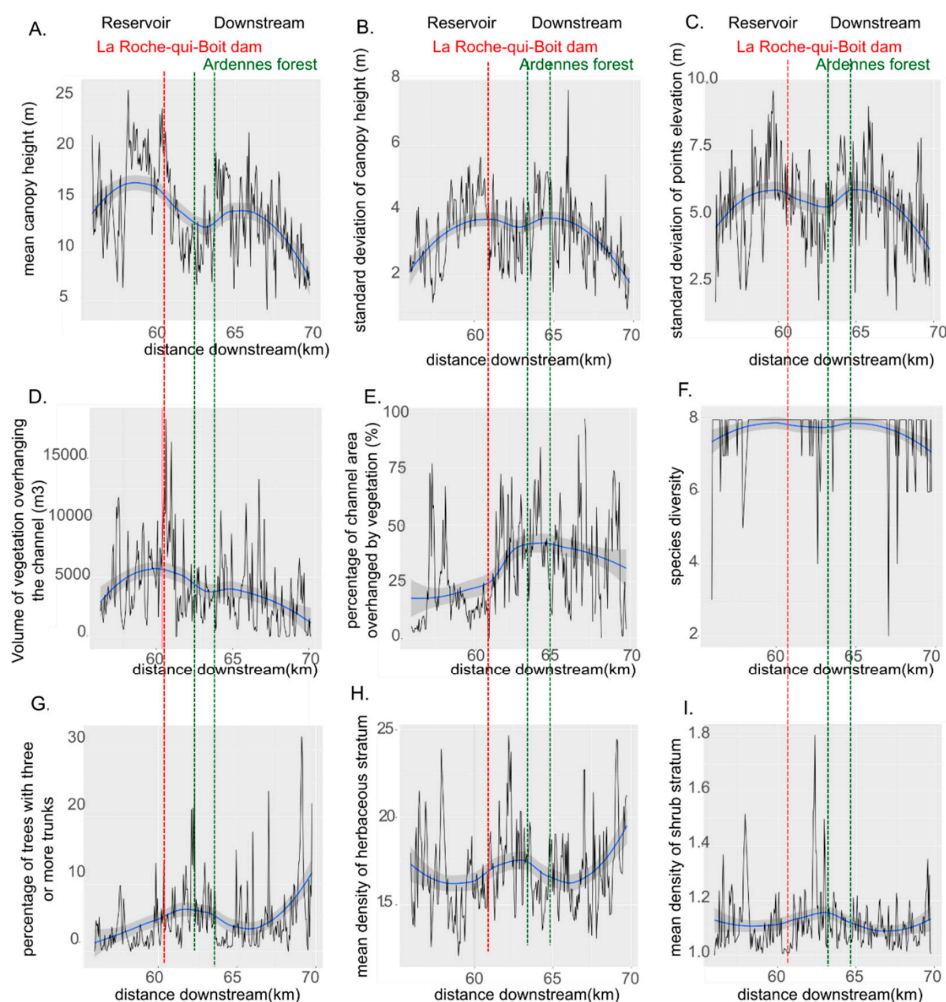 A.
Reservoir
Downstream
La Roche-qui-Boit dam
Ardennes forest
mean canopy height (m)
25
20
15
10
5
60
65
70
distance downstream(km)
B.
Reservoir
Downstream
La Roche-qui-Boit dam
Ardennes forest
standard deviation of canopy height (m)
8
6
4
2
60
65
70
distance downstream(km)
C.
Reservoir
Downstream
La Roche-qui-Boit dam
Ardennes forest
standard deviation of points elevation (m)
10.0
7.5
5.0
2.5
60
65
70
distance downstream(km)
D.
Volume of vegetation overhanging
the channel (m3)
15000
10000
5000
0.
60
65
70
distance downstream(km)
E.
percentage of channel area
overhanged by vegetation (%)
100
75
50
25
0.
60
65
70
distance downstream(km)
F.
species diversity
8
6
4
2
60
65
70
distance downstream(km)
G.
percentage of trees with three
or more trunks
30
20
10
0
60
65
70
distance downstream(km)
H.
mean density of herbaceous stratum
25
20
15
60
65
70
distance downstream(km)
I.
mean density of shrub stratum
1.8
1.6
1.4
1.2
1.0
60
65
70
distance downstream(km)